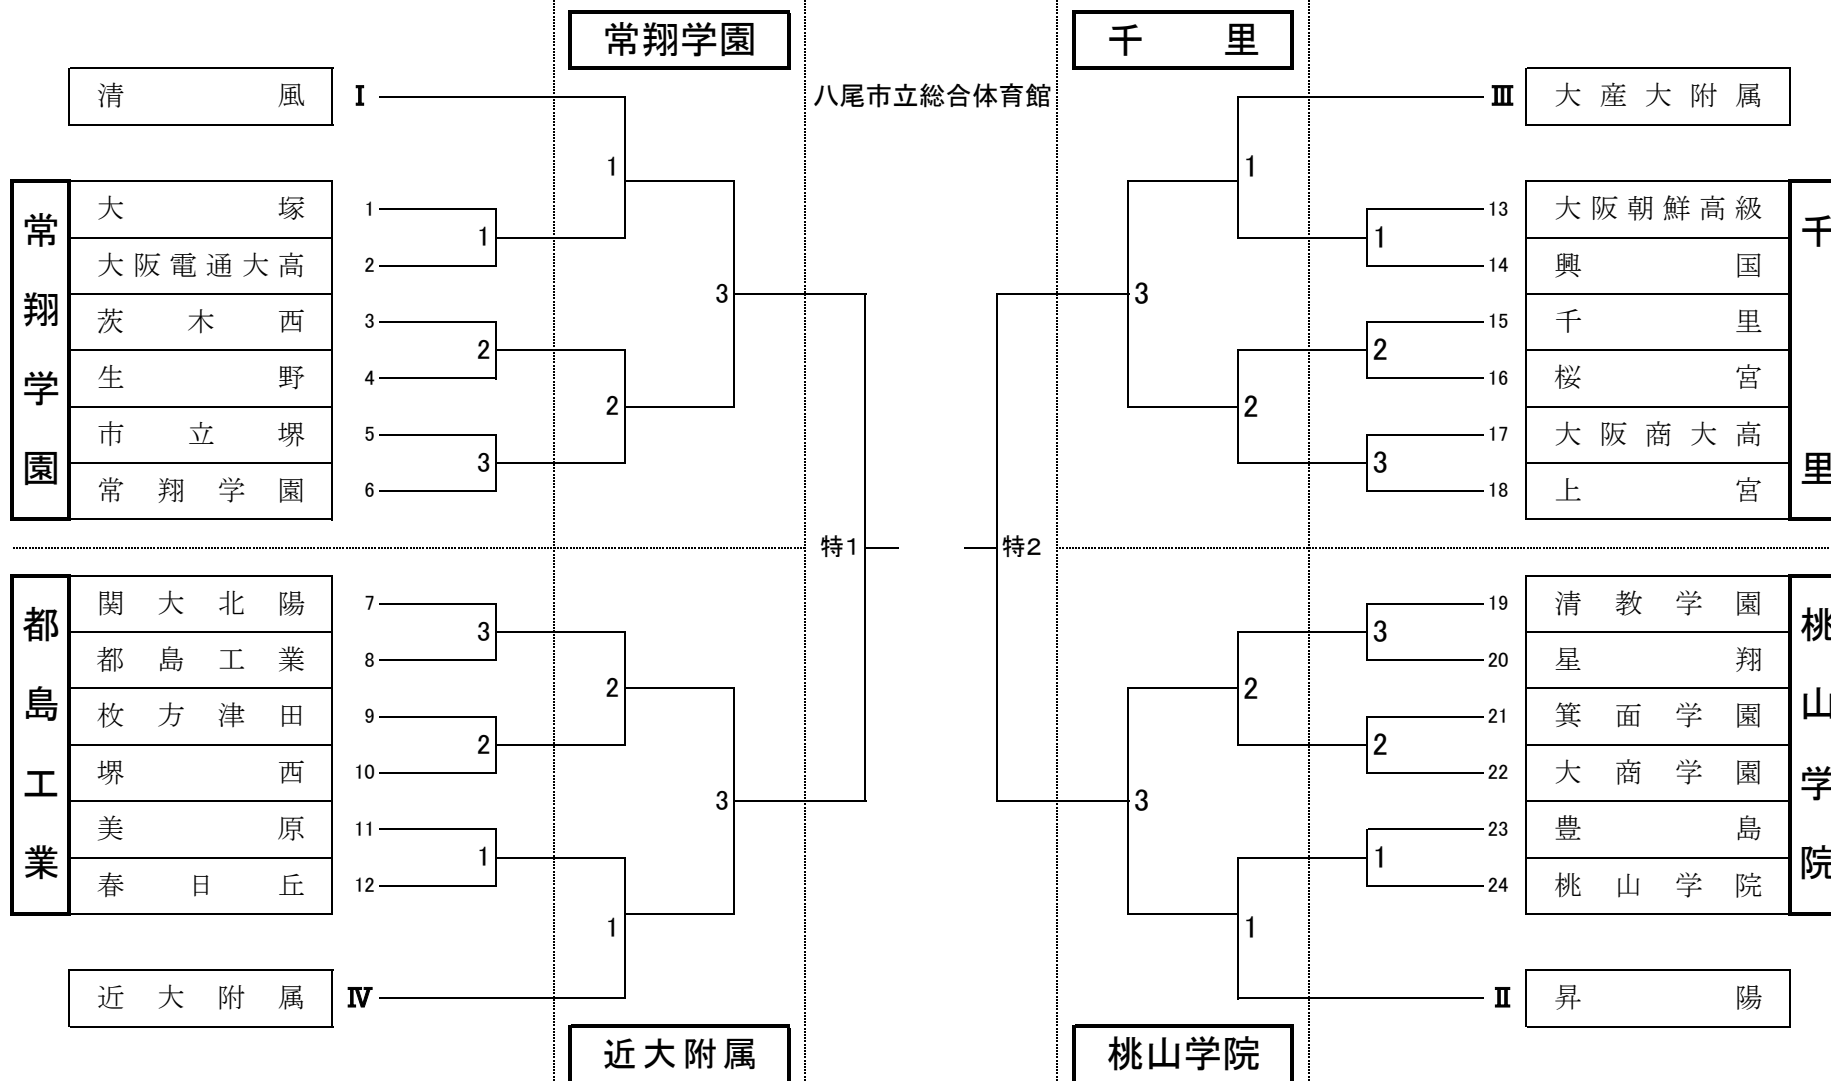 常翔学園
千里
清風
I
八尾市立総合体育館
III
大産大附属
1
1
常翔学園
大塚
1
13
大阪朝鮮高級
千里
1
1
大阪電通大高
2
14
興国
3
3
茨木西
3
15
千里
2
2
生野
4
16
桜宮
2
2
市立堺
5
17
大阪商大高
3
3
常翔学園
6
18
上宮
特1
特2
都島工業
関大北陽
7
19
清教学園
桃山学院
3
3
都島工業
8
20
星翔
2
2
枚方津田
9
21
箕面学園
2
2
堺西
10
22
大商学園
3
3
美原
11
23
豊島
1
1
春日丘
12
24
桃山学院
1
1
近大附属
IV
II
昇陽
近大附属
桃山学院